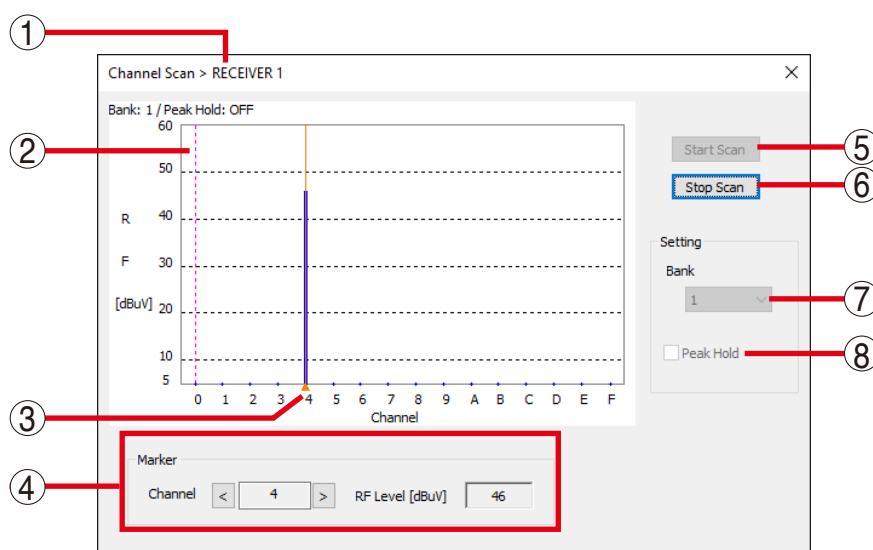 ①
Channel Scan > RECEIVER 1
Bank: 1 / Peak Hold: OFF
②
60
50
40
30
20
10
5
R
F
[dBuV]
0 1 2 3 4 5 6 7 8 9 A B C D E F
Channel
③
④
Marker
Channel < 4 > RF Level [dBuV] 46
Start Scan
⑤
Stop Scan
⑥
Setting
Bank
1
⑦
Peak Hold
⑧